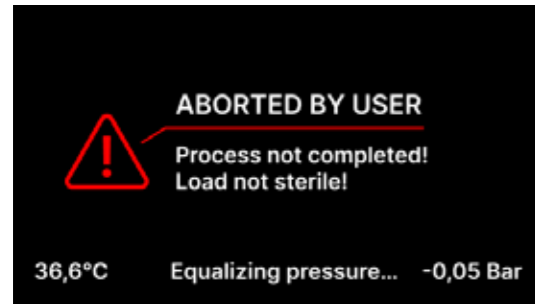 ABORTED BY USER
Process not completed!
Load not sterile!
36,6°C Equalizing pressure... -0,05 Bar